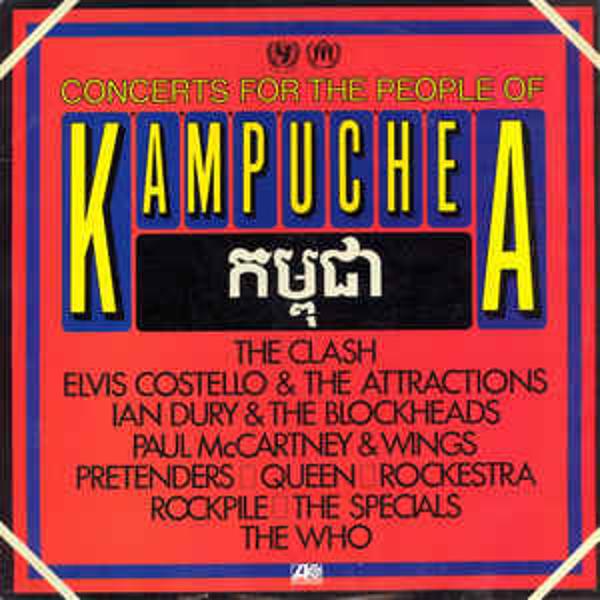 CONCERTS FOR THE PEOPLE OF
KAMPUCHEA
កម្ពុជា
THE CLASH
ELVIS COSTELLO & THE ATTRACTIONS
IAN DURY & THE BLOCKHEADS
PAUL McCARTNEY & WINGS
PRETENDERS QUEEN ROCKESTRA
ROCKPILE THE SPECIALS
THE WHO